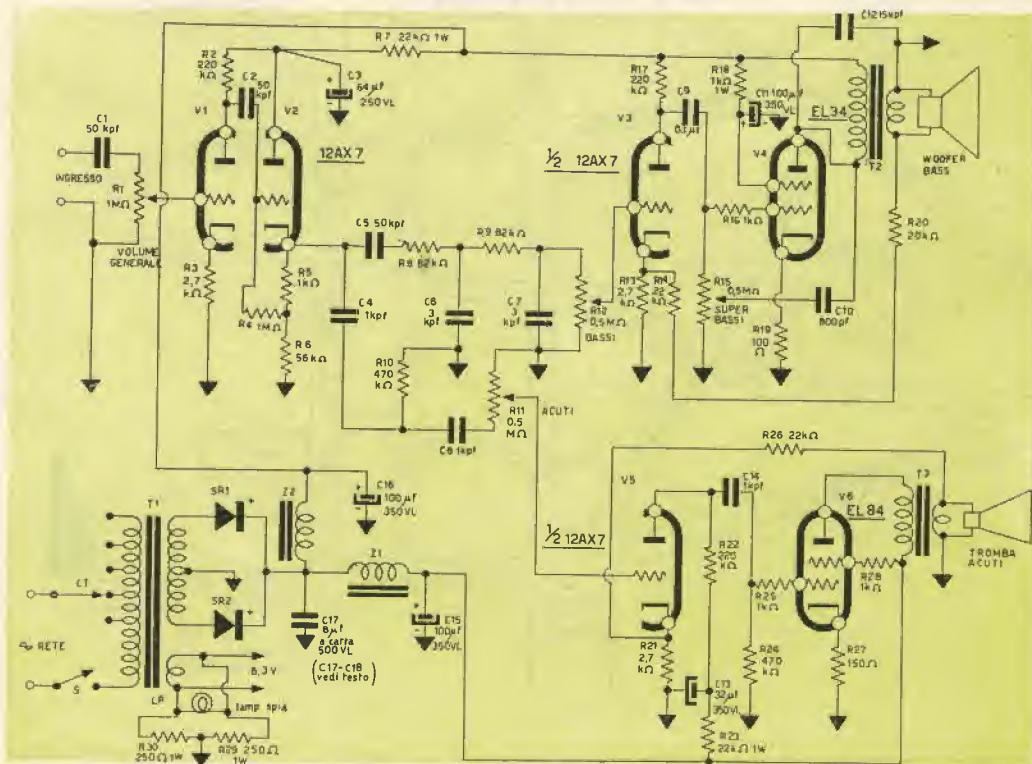 C12 15kpf
R7 22kΩ 1W
R2
220
kΩ
C2
50
kpf
C3
64µF
250VL
V1
V2
12AX7
C1
50 kpf
INGRESSO
R1
1MΩ
VOLUME
GENERALE
R3
2,7
kΩ
R4 1MΩ
R5
1kΩ
R6
56kΩ
C5 50kpf
R8 82kΩ
R9 82kΩ
C4
1kpf
C6
3
kpf
C7
3
kpf
R10
470
kΩ
R12
0,5MΩ
BASSI
R11
0.5
MΩ
ACUTI
C8 1kpf
R17
220
kΩ
C9
0,1µF
V3
½ 12AX7
R13
2,7
kΩ
R14
22
kΩ
R18
1kΩ
1W
C11 100µF
350VL
V4
R16 1kΩ
R15
0,5MΩ
SUPER
BASSI
C10
800pf
R19
100
Ω
EL34
T2
WOOFER
BASS
R20
20kΩ
R26 22kΩ
V5
½ 12AX7
C14
1kpf
R22
220
kΩ
R25
1kΩ
R24
470
kΩ
V6
EL84
R28
1kΩ
R27
150Ω
T3
TROMBA
ACUTI
R21
2,7
kΩ
C13
32µF
350VL
R23
22kΩ 1W
T1
SR1
SR2
Z2
C16
100µF
350VL
Z1
C15
100µF
350VL
C17
8µF
a carta
500VL
(C17-C18
vedi testo)
CT
RETE
S
6,3V
LP
lamp spia
R30
250Ω 1W
R29 250Ω
1W